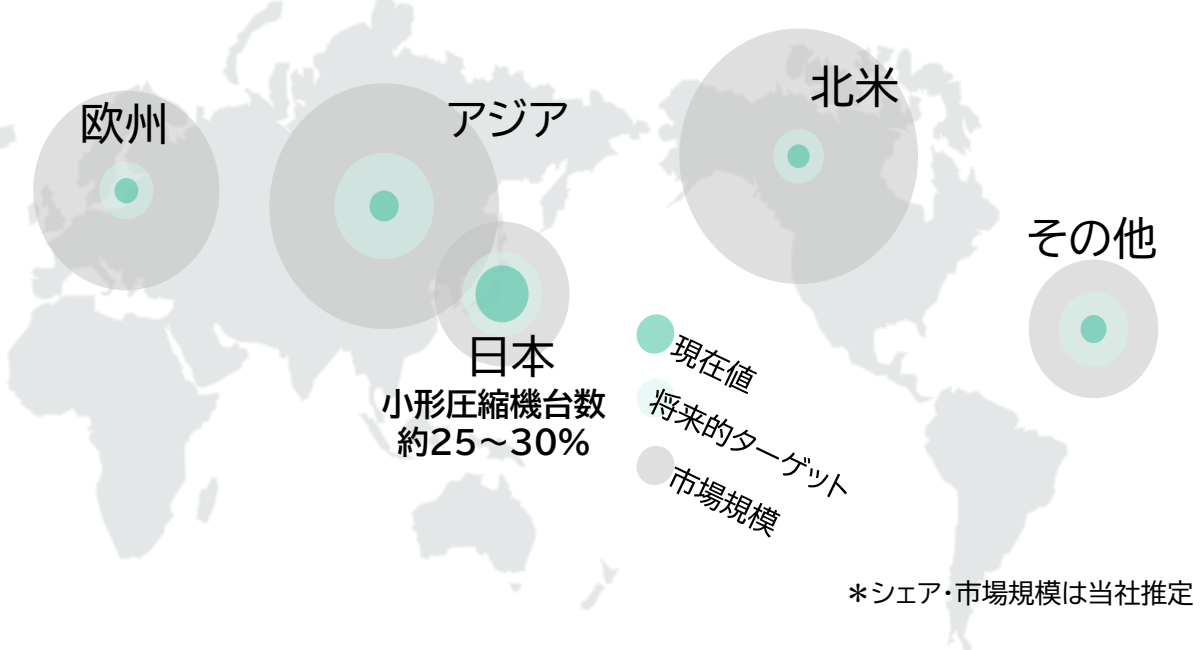 欧州
アジア
北米
その他
日本
小形圧縮機台数
約25～30%
現在値
将来的ターゲット
市場規模
＊シェア・市場規模は当社推定